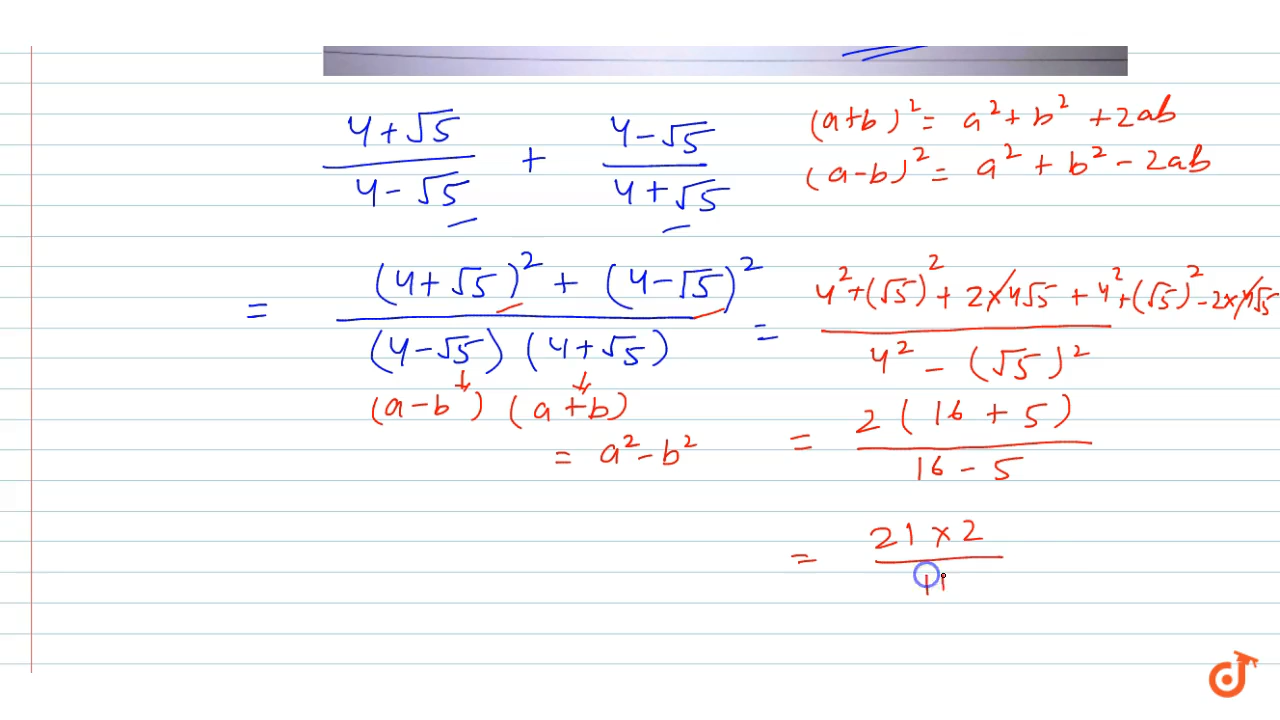 (4+√5)/(4-√5) + (4-√5)/(4+√5)
(a+b)² = a²+b² +2ab
(a-b)² = a² + b² - 2ab
= ((4+√5)² + (4-√5)²)/((4-√5) (4+√5))
(a-b) (a+b)
= a²-b²
= (4²+(√5)² + 2×4√5 + 4²+(√5)² - 2×4√5)/(4² - (√5)²)
= 2(16 + 5)/(16 - 5)
= (21×2)/11